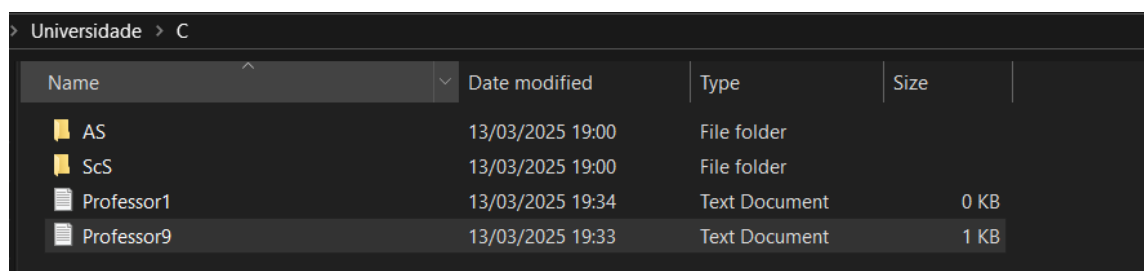 > Universidade > C
Name Date modified Type Size
AS 13/03/2025 19:00 File folder
ScS 13/03/2025 19:00 File folder
Professor1 13/03/2025 19:34 Text Document 0 KB
Professor9 13/03/2025 19:33 Text Document 1 KB